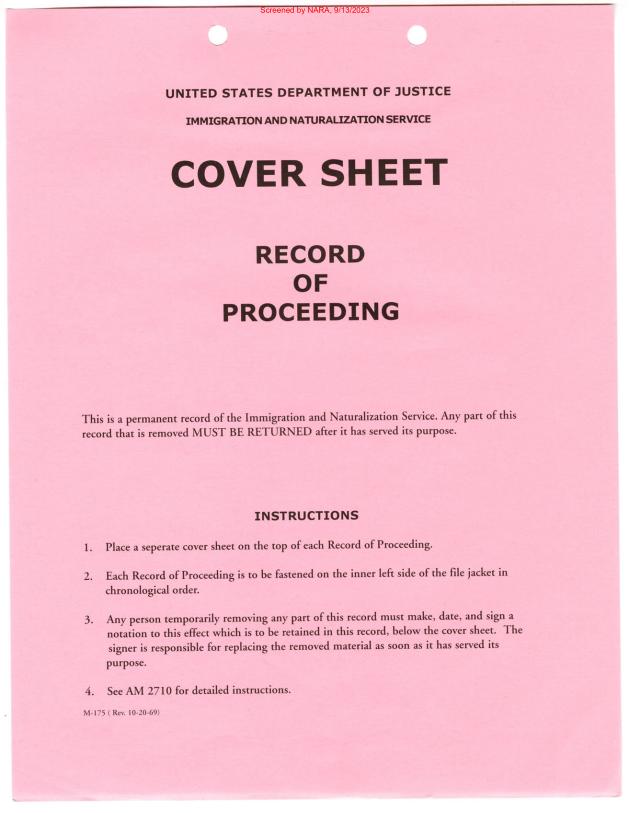 Screened by NARA, 9/13/2023
UNITED STATES DEPARTMENT OF JUSTICE
IMMIGRATION AND NATURALIZATION SERVICE
COVER SHEET
RECORD
OF
PROCEEDING
This is a permanent record of the Immigration and Naturalization Service. Any part of this
record that is removed MUST BE RETURNED after it has served its purpose.
INSTRUCTIONS
1. Place a seperate cover sheet on the top of each Record of Proceeding.
2. Each Record of Proceeding is to be fastened on the inner left side of the file jacket in
chronological order.
3. Any person temporarily removing any part of this record must make, date, and sign a
notation to this effect which is to be retained in this record, below the cover sheet. The
signer is responsible for replacing the removed material as soon as it has served its
purpose.
4. See AM 2710 for detailed instructions.
M-175 ( Rev. 10-20-69)